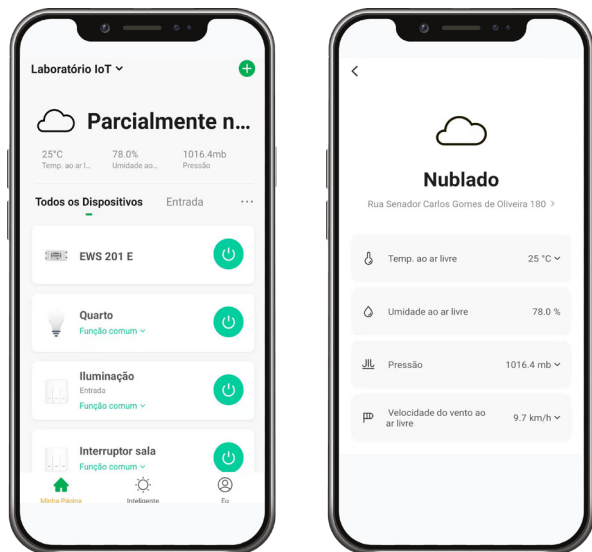 Laboratório IoT
Parcialmente n...
25°C 78.0% 1016.4mb
Temp. ao ar l... Umidade ao... Pressão
Todos os Dispositivos Entrada ...
EWS 201 E
Quarto
Função comum
Iluminação
Entrada
Função comum
Interruptor sala
Função comum
Minha Página Inteligente Eu
Nublado
Rua Senador Carlos Gomes de Oliveira 180 >
Temp. ao ar livre 25 °C
Umidade ao ar livre 78.0 %
Pressão 1016.4 mb
Velocidade do vento ao
ar livre
9.7 km/h